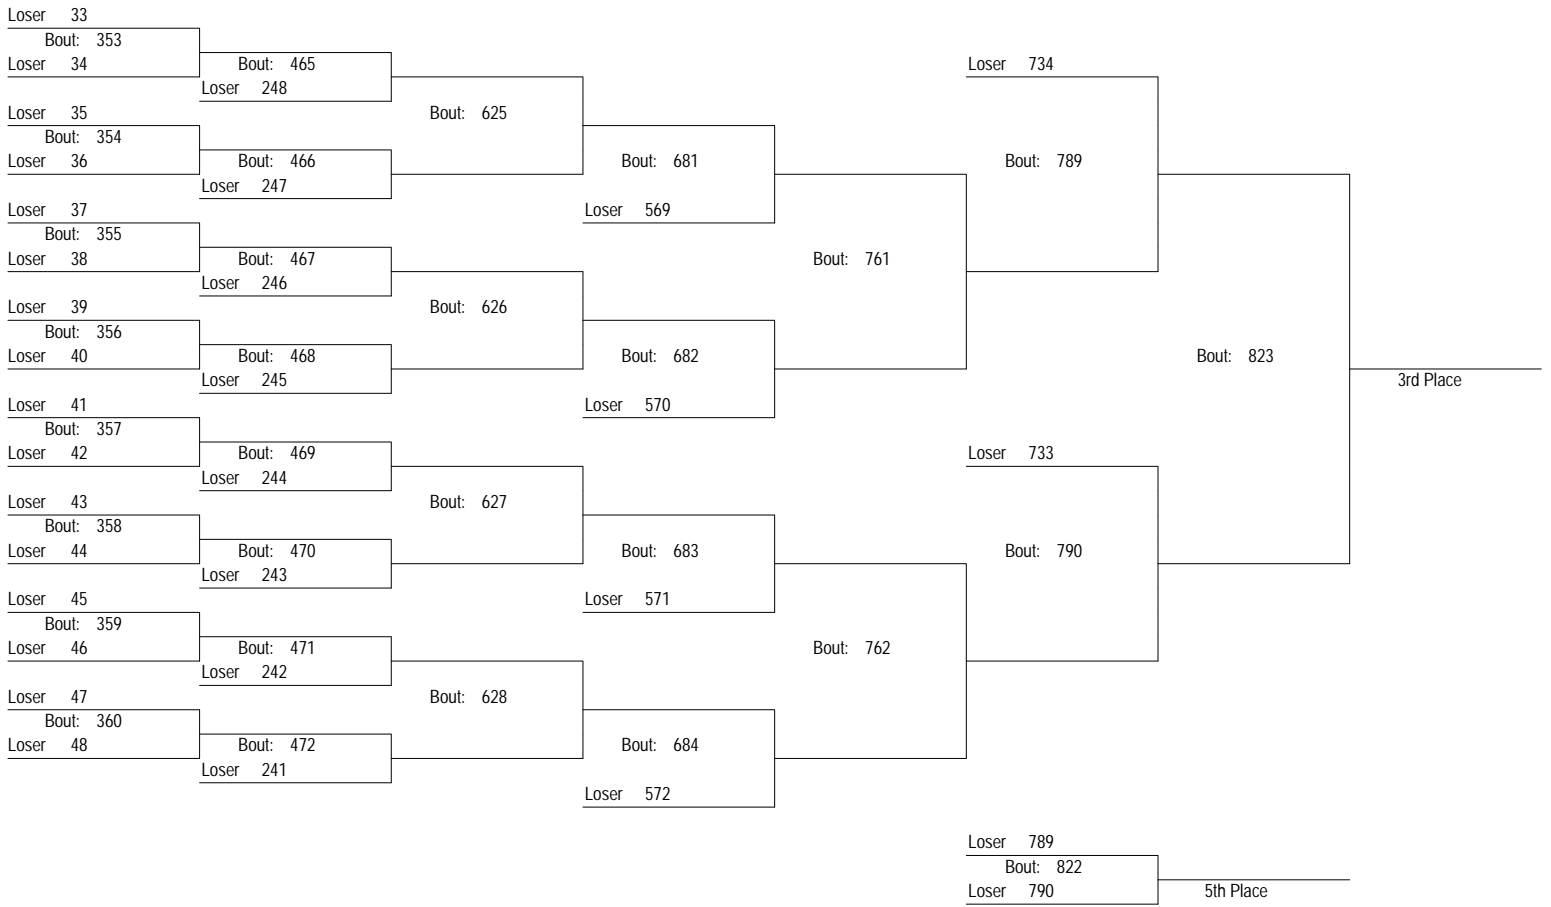 Loser 33
Bout: 353
Loser 34
Bout: 465
Loser 734
Loser 248
Loser 35
Bout: 625
Bout: 354
Loser 36
Bout: 466
Bout: 681
Bout: 789
Loser 247
Loser 37
Loser 569
Bout: 355
Loser 38
Bout: 467
Bout: 761
Loser 246
Loser 39
Bout: 626
Bout: 356
Loser 40
Bout: 468
Bout: 682
Bout: 823
Loser 245
3rd Place
Loser 41
Loser 570
Bout: 357
Loser 42
Bout: 469
Loser 733
Loser 244
Loser 43
Bout: 627
Bout: 358
Loser 44
Bout: 470
Bout: 683
Bout: 790
Loser 243
Loser 45
Loser 571
Bout: 359
Loser 46
Bout: 471
Bout: 762
Loser 242
Loser 47
Bout: 628
Bout: 360
Loser 48
Bout: 472
Bout: 684
Loser 241
Loser 572
Loser 789
Bout: 822
Loser 790
5th Place